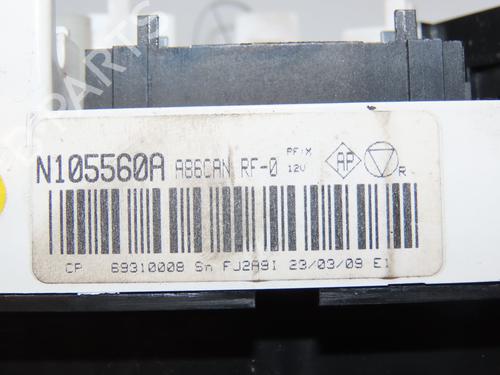 N105560A A86CAN RF-0 PF:X 12V AP R
CP 69310008 Sn FJ2A9I 23/03/09 E1